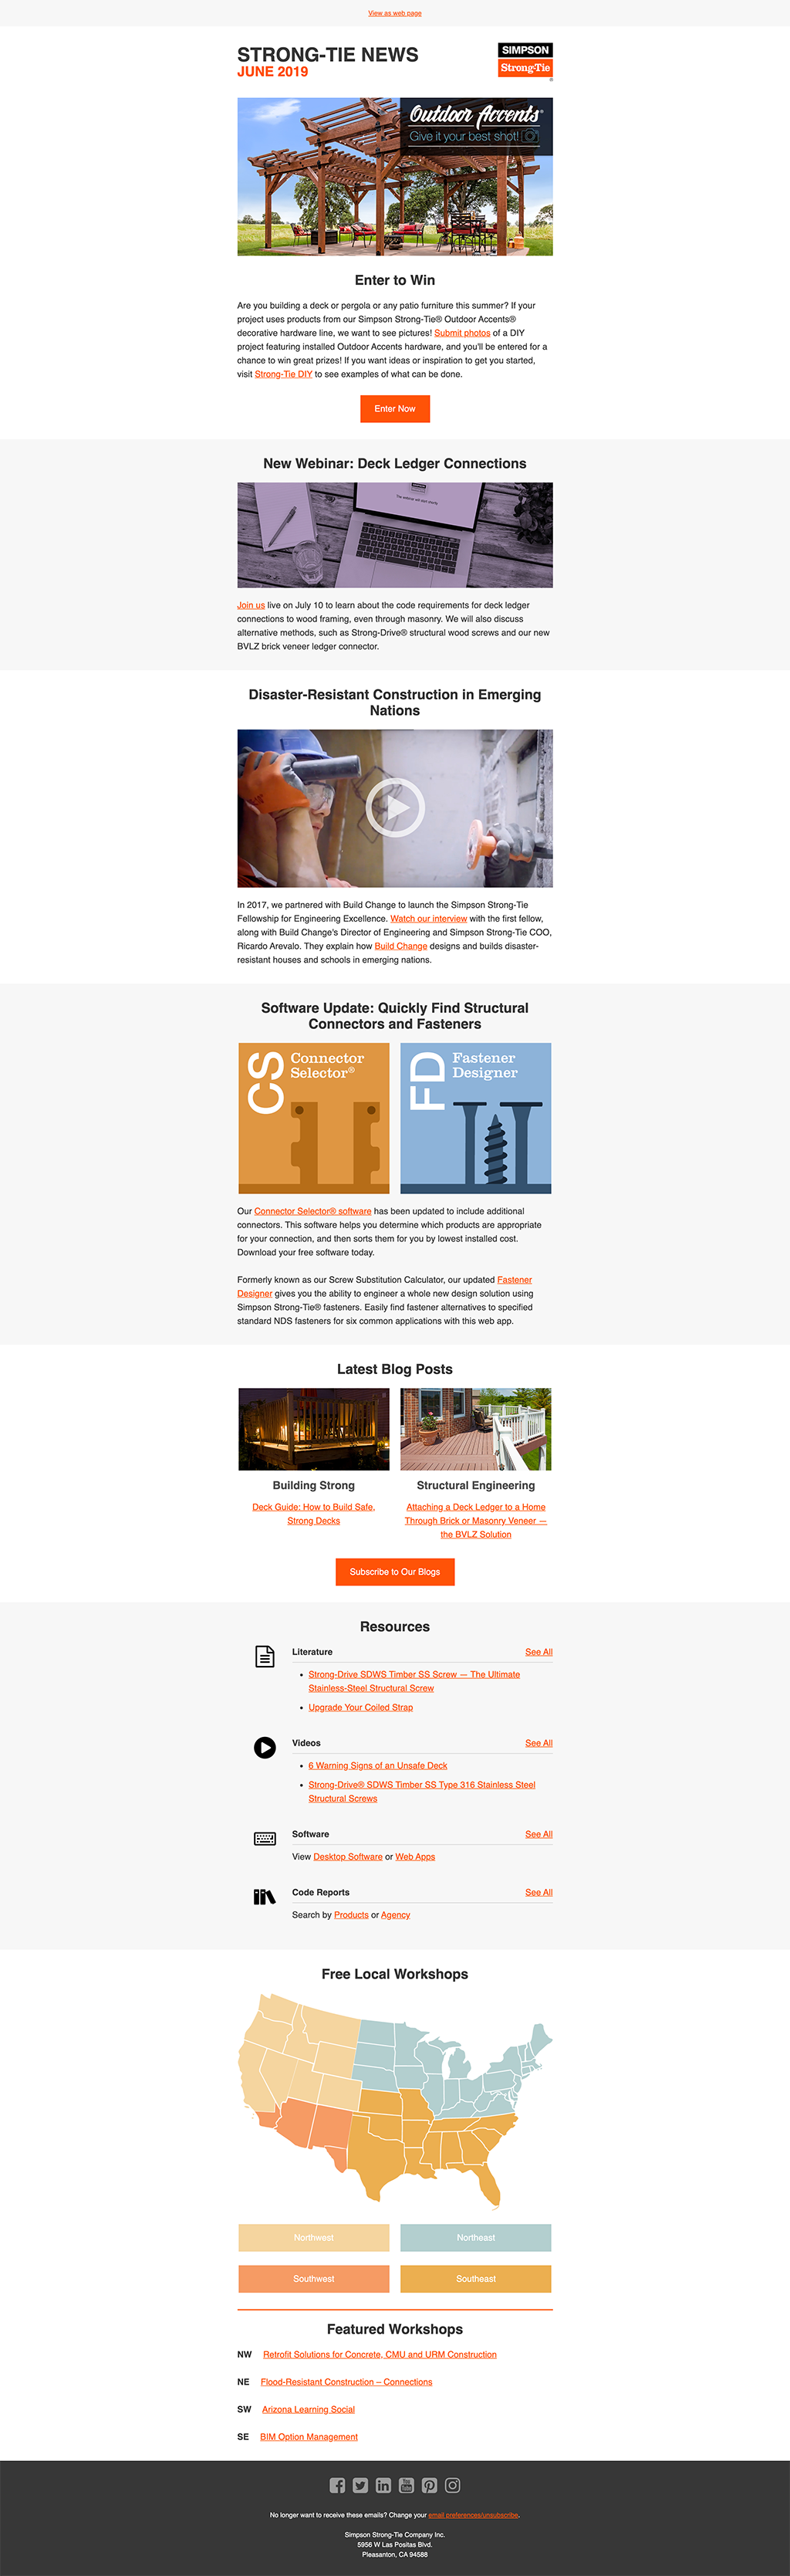 View as web page
STRONG-TIE NEWS
JUNE 2019
SIMPSON
Strong-Tie
®
Outdoor Accents®
Give it your best shot!
Enter to Win
Are you building a deck or pergola or any patio furniture this summer? If your
project uses products from our Simpson Strong-Tie® Outdoor Accents®
decorative hardware line, we want to see pictures! Submit photos of a DIY
project featuring installed Outdoor Accents hardware, and you'll be entered for a
chance to win great prizes! If you want ideas or inspiration to get you started,
visit Strong-Tie DIY to see examples of what can be done.
Enter Now
New Webinar: Deck Ledger Connections
The webinar will start shortly.
Join us live on July 10 to learn about the code requirements for deck ledger
connections to wood framing, even through masonry. We will also discuss
alternative methods, such as Strong-Drive® structural wood screws and our new
BVLZ brick veneer ledger connector.
Disaster-Resistant Construction in Emerging
Nations
In 2017, we partnered with Build Change to launch the Simpson Strong-Tie
Fellowship for Engineering Excellence. Watch our interview with the first fellow,
along with Build Change's Director of Engineering and Simpson Strong-Tie COO,
Ricardo Arevalo. They explain how Build Change designs and builds disaster-
resistant houses and schools in emerging nations.
Software Update: Quickly Find Structural
Connectors and Fasteners
CS
Connector
Selector®
FD
Fastener
Designer
Our Connector Selector® software has been updated to include additional
connectors. This software helps you determine which products are appropriate
for your connection, and then sorts them for you by lowest installed cost.
Download your free software today.
Formerly known as our Screw Substitution Calculator, our updated Fastener
Designer gives you the ability to engineer a whole new design solution using
Simpson Strong-Tie® fasteners. Easily find fastener alternatives to specified
standard NDS fasteners for six common applications with this web app.
Latest Blog Posts
Building Strong
Deck Guide: How to Build Safe,
Strong Decks
Structural Engineering
Attaching a Deck Ledger to a Home
Through Brick or Masonry Veneer —
the BVLZ Solution
Subscribe to Our Blogs
Resources
Literature See All
• Strong-Drive SDWS Timber SS Screw — The Ultimate
Stainless-Steel Structural Screw
• Upgrade Your Coiled Strap
Videos See All
• 6 Warning Signs of an Unsafe Deck
• Strong-Drive® SDWS Timber SS Type 316 Stainless Steel
Structural Screws
Software See All
View Desktop Software or Web Apps
Code Reports See All
Search by Products or Agency
Free Local Workshops
Northwest
Northeast
Southwest
Southeast
Featured Workshops
NW Retrofit Solutions for Concrete, CMU and URM Construction
NE Flood-Resistant Construction – Connections
SW Arizona Learning Social
SE BIM Option Management
You
Tube
No longer want to receive these emails? Change your email preferences/unsubscribe.
Simpson Strong-Tie Company Inc.
5956 W Las Positas Blvd.
Pleasanton, CA 94588